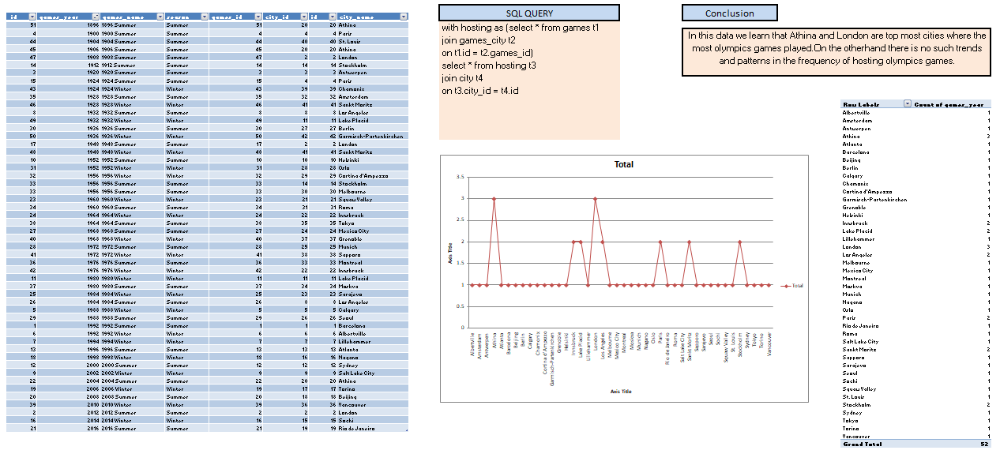 id games_year games_name season games_id city_id id city_name
51 1896 1896 Summer Summer 51 20 20 Athina
4 1900 1900 Summer Summer 4 4 4 Paris
44 1904 1904 Summer Summer 44 40 40 St. Louis
45 1906 1906 Summer Summer 45 20 20 Athina
47 1908 1908 Summer Summer 47 2 2 London
14 1912 1912 Summer Summer 14 14 14 Stockholm
3 1920 1920 Summer Summer 3 3 3 Antwerpen
15 1924 1924 Summer Summer 15 4 4 Paris
43 1924 1924 Winter Winter 43 39 39 Chamonix
35 1928 1928 Summer Summer 35 32 32 Amsterdam
46 1928 1928 Winter Winter 46 41 41 Sankt Moritz
8 1932 1932 Summer Summer 8 8 8 Los Angeles
49 1932 1932 Winter Winter 49 11 11 Lake Placid
30 1936 1936 Summer Summer 30 27 27 Berlin
50 1936 1936 Winter Winter 50 42 42 Garmisch-Partenkirchen
17 1948 1948 Summer Summer 17 2 2 London
48 1948 1948 Winter Winter 48 41 41 Sankt Moritz
10 1952 1952 Summer Summer 10 10 10 Helsinki
31 1952 1952 Winter Winter 31 28 28 Oslo
32 1956 1956 Winter Winter 32 29 29 Cortina d'Ampezzo
33 1956 1956 Summer Summer 33 14 14 Stockholm
33 1956 1956 Summer Summer 33 30 30 Melbourne
23 1960 1960 Winter Winter 23 21 21 Squaw Valley
34 1960 1960 Summer Summer 34 31 31 Roma
24 1964 1964 Winter Winter 24 22 22 Innsbruck
38 1964 1964 Summer Summer 38 35 35 Tokyo
27 1968 1968 Summer Summer 27 24 24 Mexico City
40 1968 1968 Winter Winter 40 37 37 Grenoble
28 1972 1972 Summer Summer 28 25 25 Munich
41 1972 1972 Winter Winter 41 38 38 Sapporo
36 1976 1976 Summer Summer 36 33 33 Montreal
42 1976 1976 Winter Winter 42 22 22 Innsbruck
11 1980 1980 Winter Winter 11 11 11 Lake Placid
37 1980 1980 Summer Summer 37 34 34 Moskva
25 1984 1984 Winter Winter 25 23 23 Sarajevo
26 1984 1984 Summer Summer 26 8 8 Los Angeles
5 1988 1988 Winter Winter 5 5 5 Calgary
29 1988 1988 Summer Summer 29 26 26 Seoul
1 1992 1992 Summer Summer 1 1 1 Barcelona
6 1992 1992 Winter Winter 6 6 6 Albertville
7 1994 1994 Winter Winter 7 7 7 Lillehammer
13 1996 1996 Summer Summer 13 13 13 Atlanta
18 1998 1998 Winter Winter 18 16 16 Nagano
12 2000 2000 Summer Summer 12 12 12 Sydney
9 2002 2002 Winter Winter 9 9 9 Salt Lake City
22 2004 2004 Summer Summer 22 20 20 Athina
19 2006 2006 Winter Winter 19 17 17 Torino
20 2008 2008 Summer Summer 20 18 18 Beijing
39 2010 2010 Winter Winter 39 36 36 Vancouver
2 2012 2012 Summer Summer 2 2 2 London
16 2014 2014 Winter Winter 16 15 15 Sochi
21 2016 2016 Summer Summer 21 19 19 Rio de Janeiro
SQL QUERY
with hosting as (select * from games t1
join games_city t2
on t1.id = t2.games_id)
select * from hosting t3
join city t4
on t3.city_id = t4.id
Conclusion
In this data we learn that Athina and London are top most cities where the
most olympics games played.On the otherhand there is no such trends
and patterns in the frequency of hosting olympics games.
Total
3.5
3
2.5
2
1.5
1
0.5
0
Axis Title
Albertville
Amsterdam
Antwerpen
Athina
Atlanta
Barcelona
Beijing
Berlin
Calgary
Chamonix
Cortina d'Ampezzo
Garmisch-Partenkirchen
Grenoble
Helsinki
Innsbruck
Lake Placid
Lillehammer
London
Los Angeles
Melbourne
Mexico City
Montreal
Moskva
Munich
Nagano
Oslo
Paris
Rio de Janeiro
Roma
Salt Lake City
Sankt Moritz
Sapporo
Sarajevo
Seoul
Sochi
Squaw Valley
St. Louis
Stockholm
Sydney
Tokyo
Torino
Vancouver
Axis Title
Total
Row Labels Count of games_year
Albertville 1
Amsterdam 1
Antwerpen 1
Athina 3
Atlanta 1
Barcelona 1
Beijing 1
Berlin 1
Calgary 1
Chamonix 1
Cortina d'Ampezzo 1
Garmisch-Partenkirchen 1
Grenoble 1
Helsinki 1
Innsbruck 2
Lake Placid 2
Lillehammer 1
London 3
Los Angeles 2
Melbourne 1
Mexico City 1
Montreal 1
Moskva 1
Munich 1
Nagano 1
Oslo 1
Paris 2
Rio de Janeiro 1
Roma 1
Salt Lake City 1
Sankt Moritz 2
Sapporo 1
Sarajevo 1
Seoul 1
Sochi 1
Squaw Valley 1
St. Louis 1
Stockholm 2
Sydney 1
Tokyo 1
Torino 1
Vancouver 1
Grand Total 52